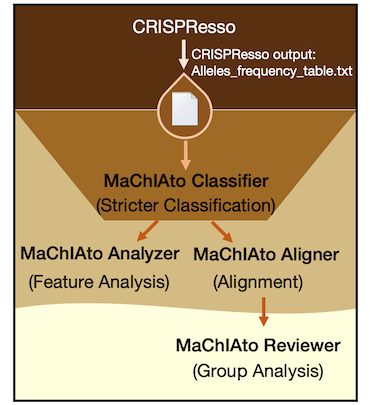 CRISPResso
CRISPResso output:
Alleles_frequency_table.txt
MaChIAto Classifier
(Stricter Classification)
MaChIAto Analyzer
(Feature Analysis)
MaChIAto Aligner
(Alignment)
MaChIAto Reviewer
(Group Analysis)